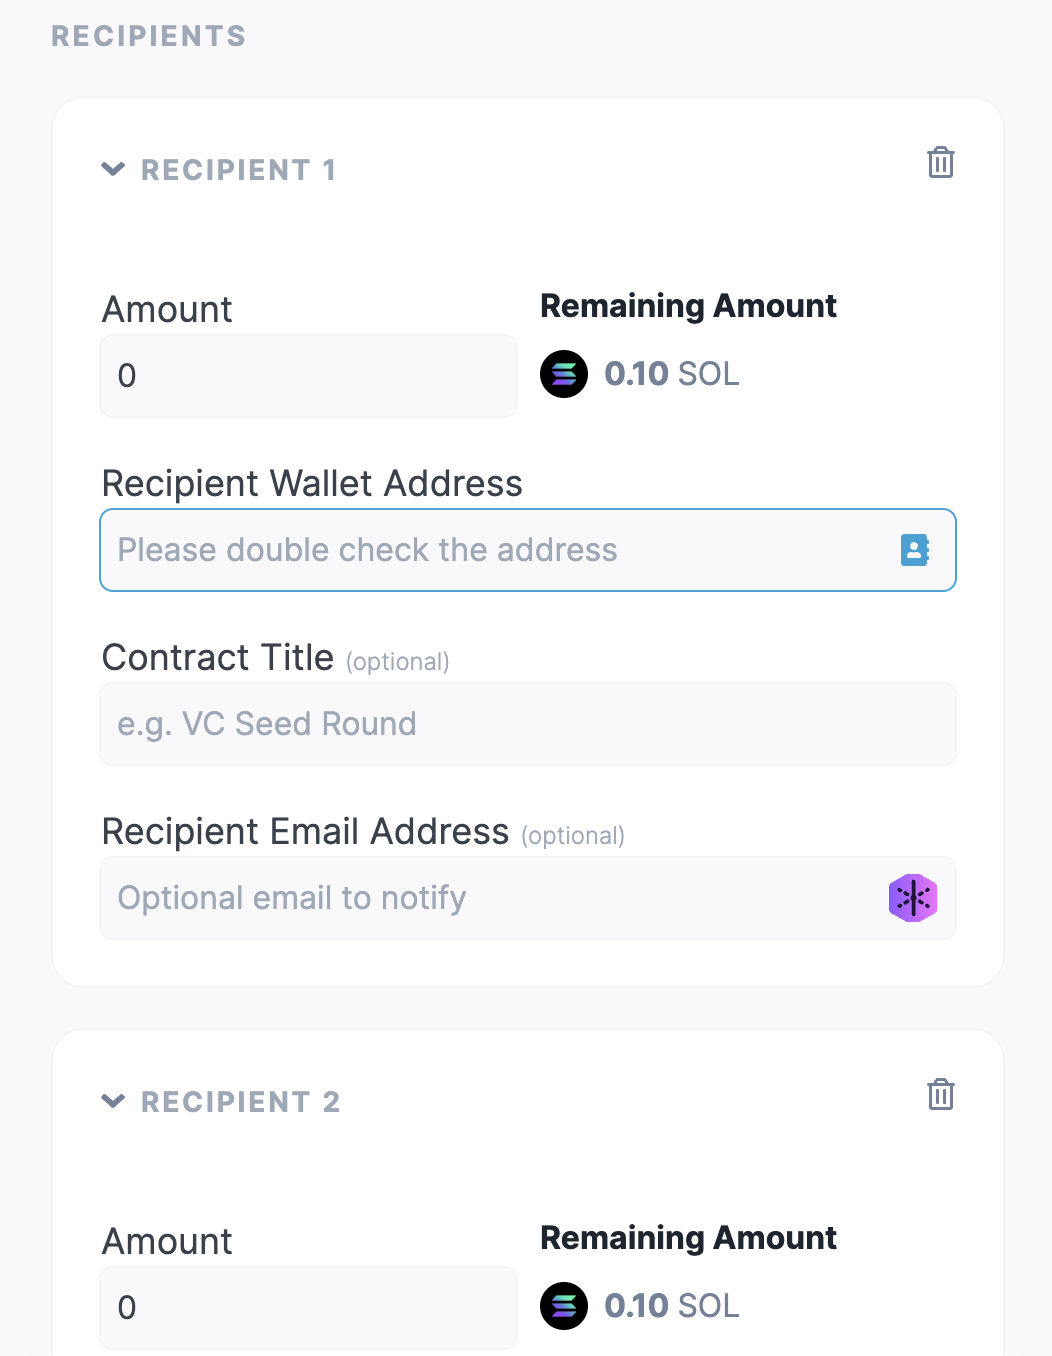 RECIPIENTS
RECIPIENT 1
Amount
Remaining Amount
0
0.10 SOL
Recipient Wallet Address
Please double check the address
Contract Title (optional)
e.g. VC Seed Round
Recipient Email Address (optional)
Optional email to notify
RECIPIENT 2
Amount
Remaining Amount
0
0.10 SOL